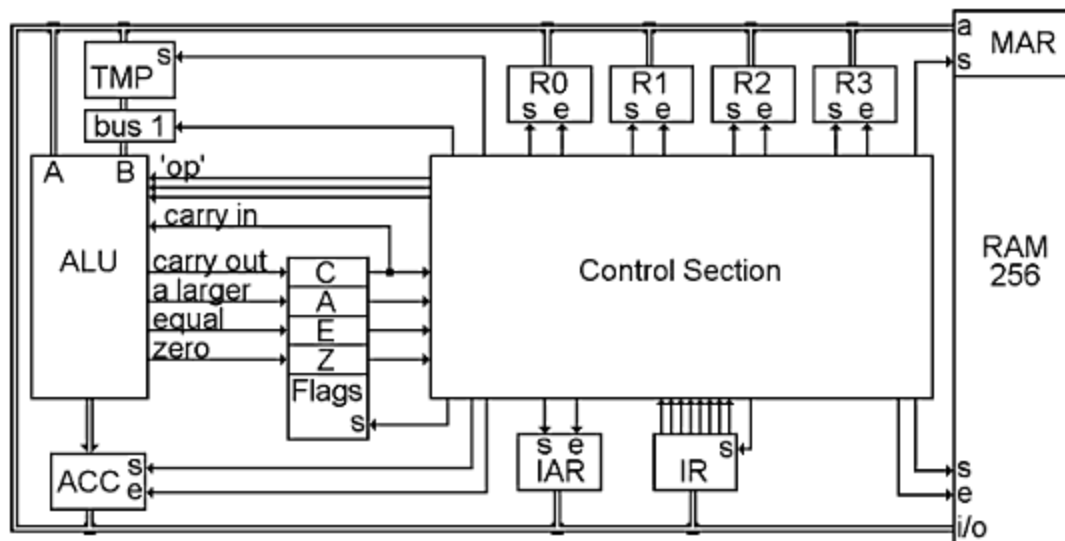 a
MAR
s
TMP
s
R0
s e
R1
s e
R2
s e
R3
s e
bus 1
A
B
'op'
carry in
ALU
carry out
a larger
equal
zero
C
A
E
Z
Flags
s
Control Section
RAM
256
ACC
s
e
s e
IAR
s
IR
s
e
i/o